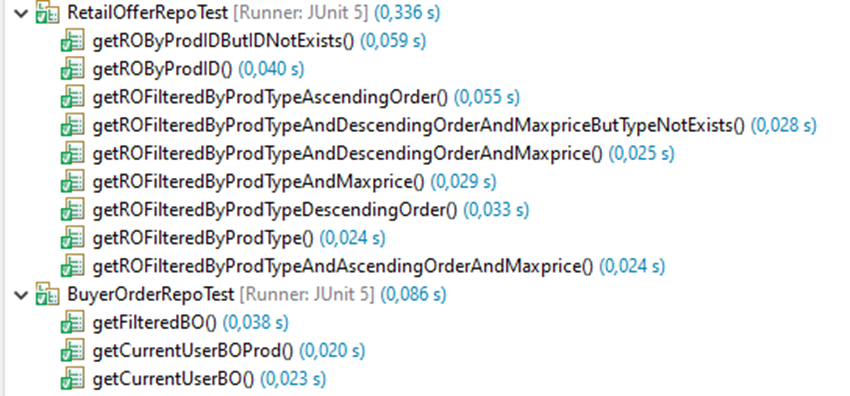 RetailOfferRepoTest [Runner: JUnit 5] (0,336 s)
getROByProdIDButIDNotExists() (0,059 s)
getROByProdID() (0,040 s)
getROFilteredByProdTypeAscendingOrder() (0,055 s)
getROFilteredByProdTypeAndDescendingOrderAndMaxpriceButTypeNotExists() (0,028 s)
getROFilteredByProdTypeAndDescendingOrderAndMaxprice() (0,025 s)
getROFilteredByProdTypeAndMaxprice() (0,029 s)
getROFilteredByProdTypeDescendingOrder() (0,033 s)
getROFilteredByProdType() (0,024 s)
getROFilteredByProdTypeAndAscendingOrderAndMaxprice() (0,024 s)
BuyerOrderRepoTest [Runner: JUnit 5] (0,086 s)
getFilteredBO() (0,038 s)
getCurrentUserBOProd() (0,020 s)
getCurrentUserBO() (0,023 s)